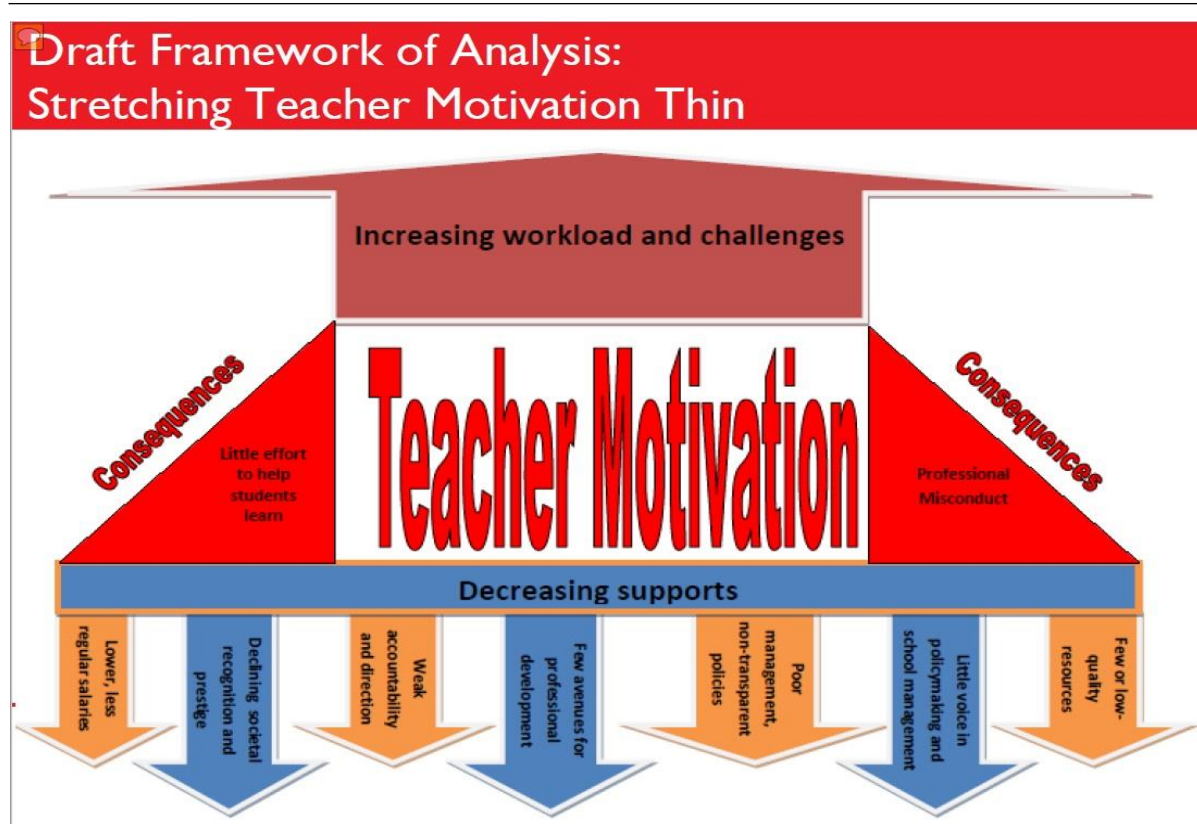 Draft Framework of Analysis:
Stretching Teacher Motivation Thin
Increasing workload and challenges
Consequences
Little effort
to help
students
learn
Teacher Motivation
Professional
Misconduct
Consequences
Decreasing supports
Lower, less
regular salaries
Declining societal
recognition and
prestige
Weak
accountability
and direction
Few avenues for
professional
development
Poor
management,
non-transparent
policies
Little voice in
policymaking and
school management
Few or low-
quality
resources